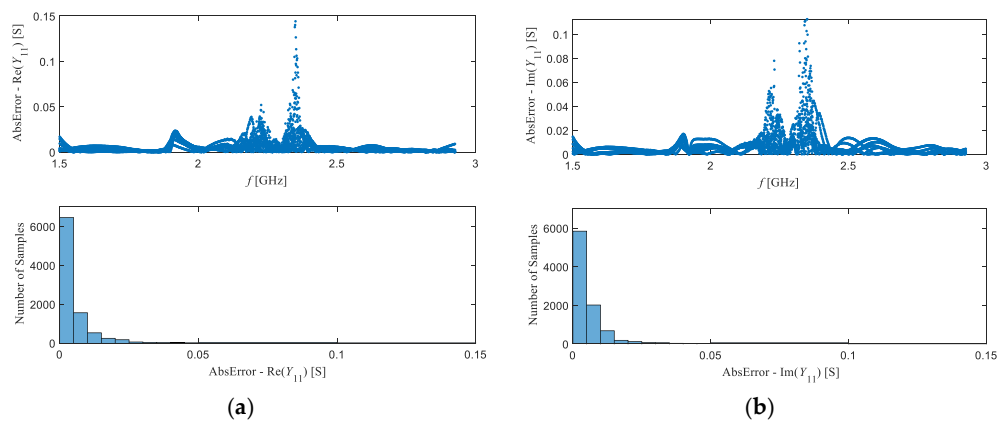 AbsError - Re(Y11) [S]
0.15
0.1
0.05
0
1.5 2 2.5 3
f [GHz]
Number of Samples
6000
4000
2000
0
0 0.05 0.1 0.15
AbsError - Re(Y11) [S]
(a)
AbsError - Im(Y11) [S]
0.1
0.08
0.06
0.04
0.02
0
1.5 2 2.5 3
f [GHz]
Number of Samples
6000
4000
2000
0
0 0.05 0.1 0.15
AbsError - Im(Y11) [S]
(b)